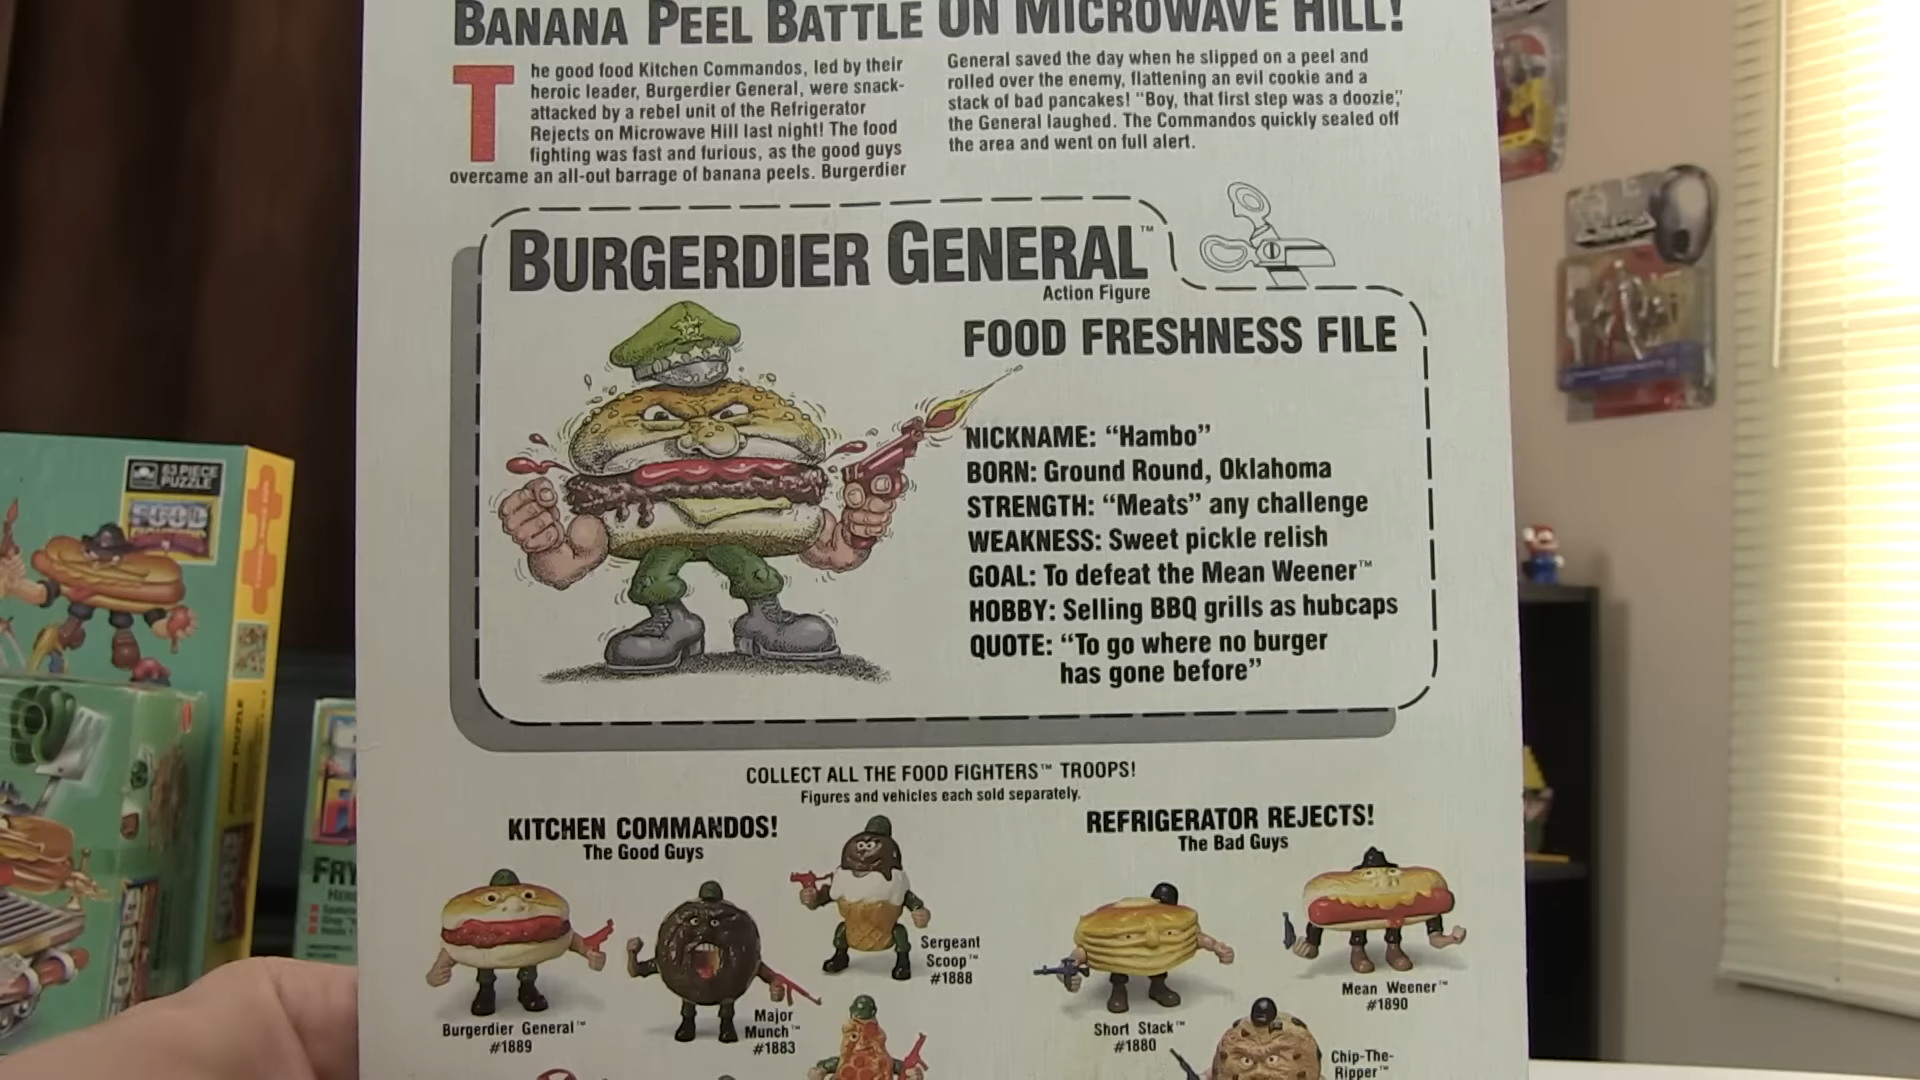 BANANA PEEL BATTLE ON MICROWAVE HILL!
The good food Kitchen Commandos, led by their
heroic leader, Burgerdier General, were snack-
attacked by a rebel unit of the Refrigerator
Rejects on Microwave Hill last night! The food
fighting was fast and furious, as the good guys
overcame an all-out barrage of banana peels. Burgerdier
General saved the day when he slipped on a peel and
rolled over the enemy, flattening an evil cookie and a
stack of bad pancakes! "Boy, that first step was a doozie,"
the General laughed. The Commandos quickly sealed off
the area and went on full alert.
BURGERDIER GENERAL™
Action Figure
FOOD FRESHNESS FILE
NICKNAME: “Hambo”
BORN: Ground Round, Oklahoma
STRENGTH: “Meats” any challenge
WEAKNESS: Sweet pickle relish
GOAL: To defeat the Mean Weener™
HOBBY: Selling BBQ grills as hubcaps
QUOTE: “To go where no burger
has gone before”
COLLECT ALL THE FOOD FIGHTERS™ TROOPS!
Figures and vehicles each sold separately.
KITCHEN COMMANDOS!
The Good Guys
REFRIGERATOR REJECTS!
The Bad Guys
Burgerdier General™
#1889
Major
Munch™
#1883
Sergeant
Scoop™
#1888
Short Stack™
#1880
Mean Weener™
#1890
Chip-The-
Ripper™
63 PIECE
PUZZLE
FOOD
FRY